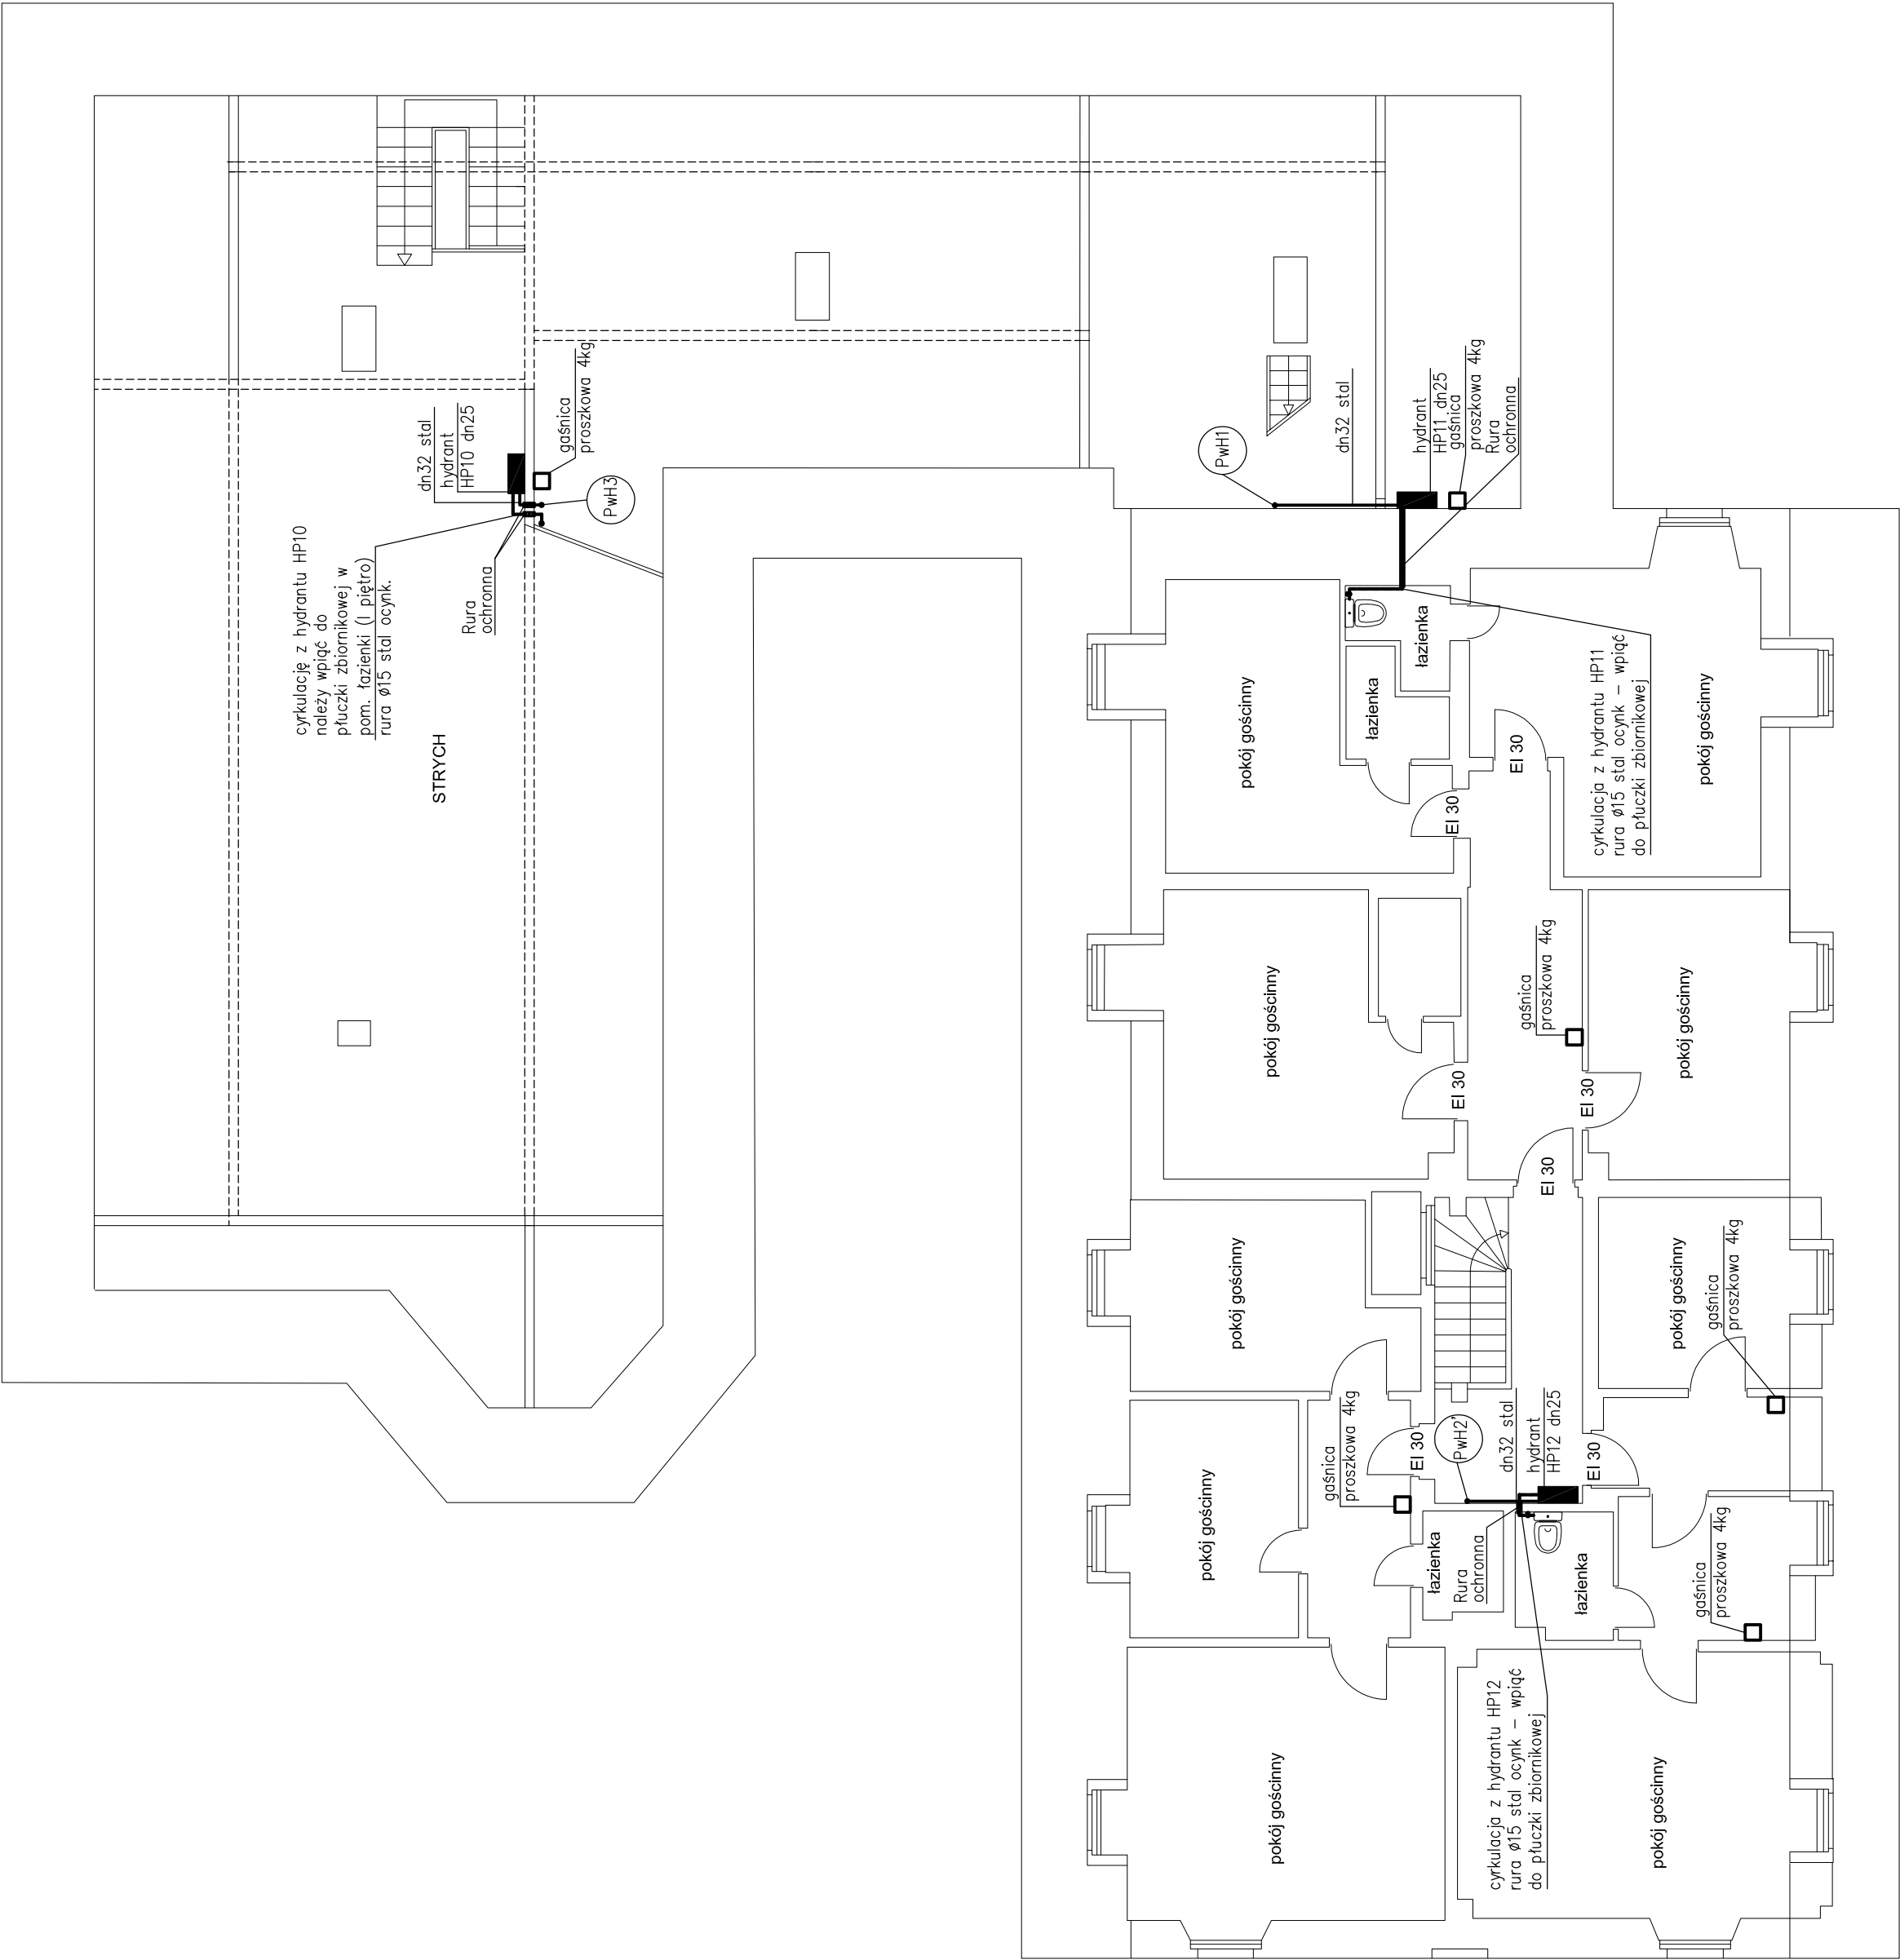 cyrkulację z hydrantu HP10
należy wpiąć do
płuczki zbiornikowej w
pom. łazienki (I piętro)
rura ø15 stal ocynk.
STRYCH
dn32 stal
hydrant
HP10 dn25
Rura
ochronna
gaśnica
proszkowa 4kg
PwH3
PwH1
dn32 stal
hydrant
HP11 dn25
gaśnica
proszkowa 4kg
Rura
ochronna
pokój gościnny
łazienka
łazienka
EI 30
EI 30
cyrkulacja z hydrantu HP11
rura ø15 stal ocynk – wpiąć
do płuczki zbiornikowej
pokój gościnny
pokój gościnny
EI 30
gaśnica
proszkowa 4kg
EI 30
EI 30
pokój gościnny
pokój gościnny
pokój gościnny
gaśnica
proszkowa 4kg
gaśnica
proszkowa 4kg
EI 30
PwH2'
dn32 stal
hydrant
HP12 dn25
EI 30
pokój gościnny
łazienka
Rura
ochronna
łazienka
gaśnica
proszkowa 4kg
pokój gościnny
cyrkulacja z hydrantu HP12
rura ø15 stal ocynk – wpiąć
do płuczki zbiornikowej
pokój gościnny